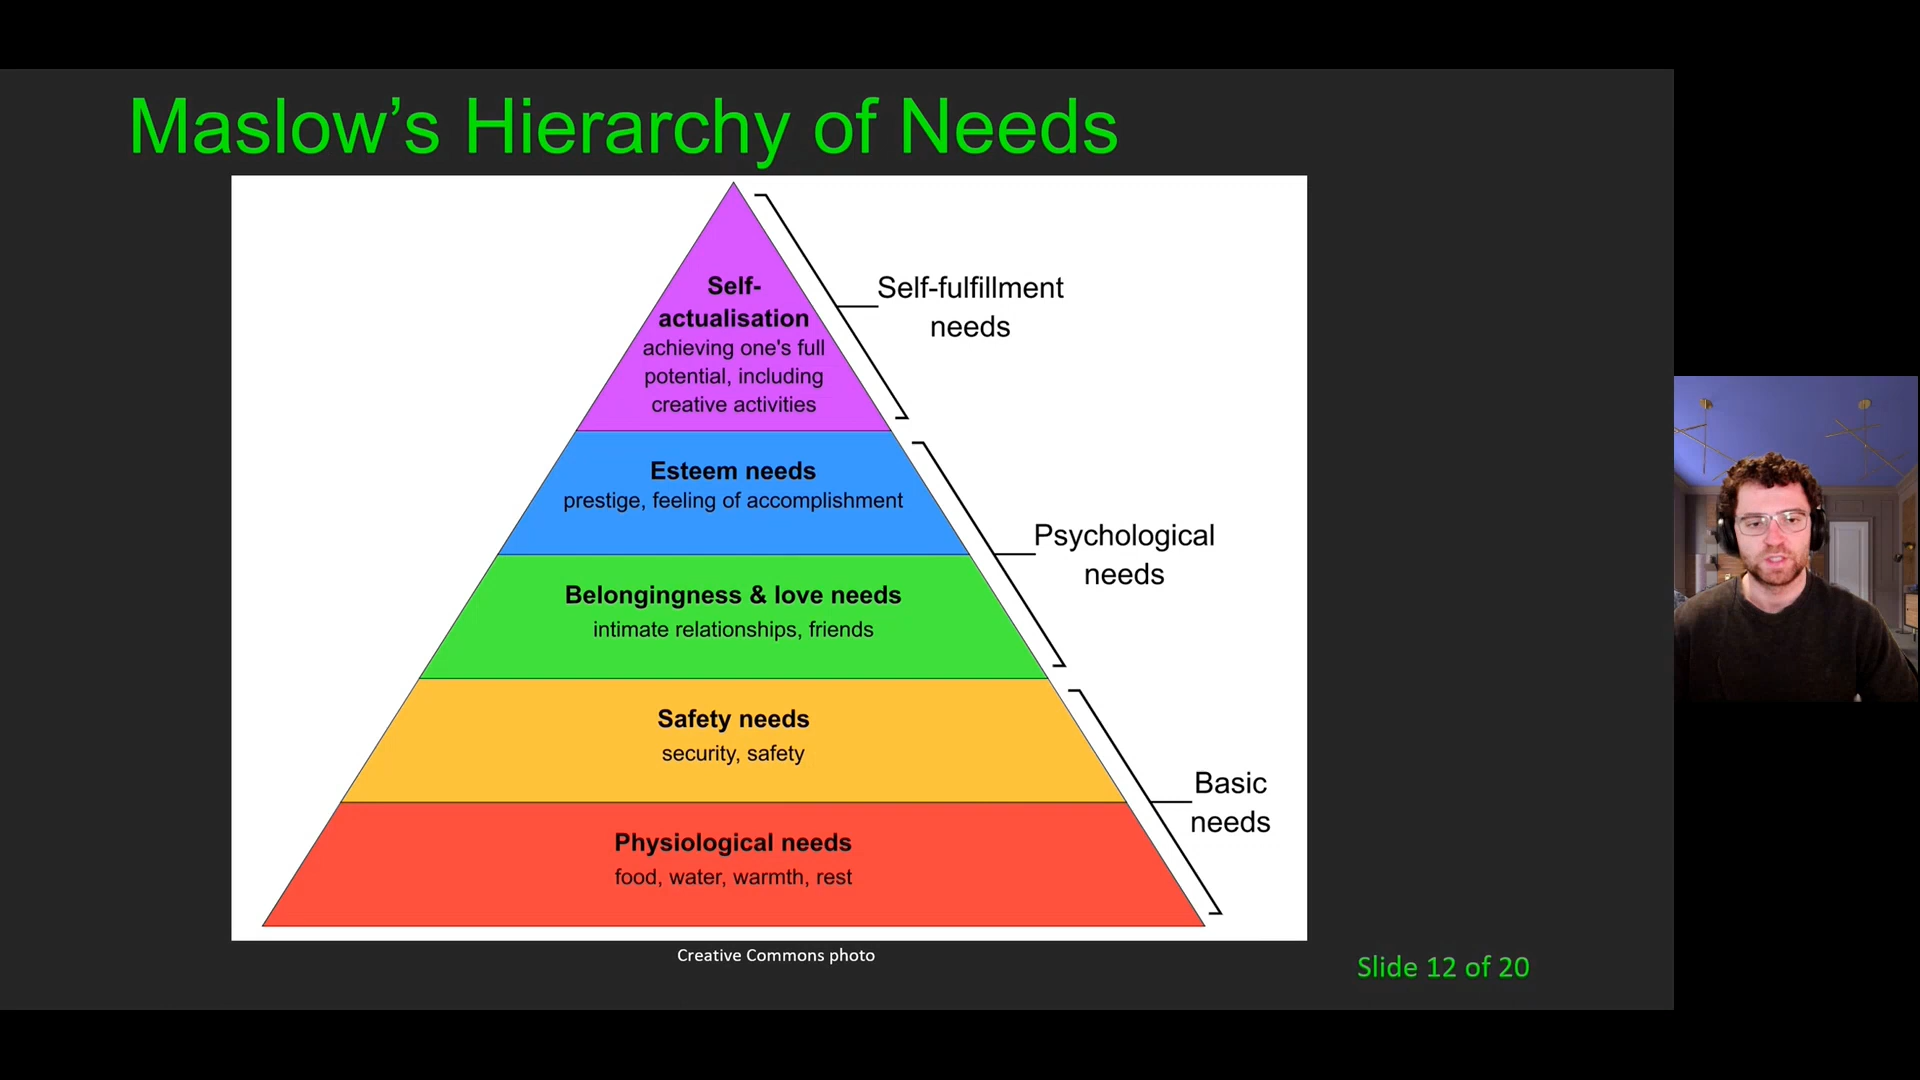 Maslow’s Hierarchy of Needs
Self-
actualisation
achieving one's full
potential, including
creative activities
Self-fulfillment
needs
Esteem needs
prestige, feeling of accomplishment
Psychological
needs
Belongingness & love needs
intimate relationships, friends
Safety needs
security, safety
Basic
needs
Physiological needs
food, water, warmth, rest
Creative Commons photo
Slide 12 of 20